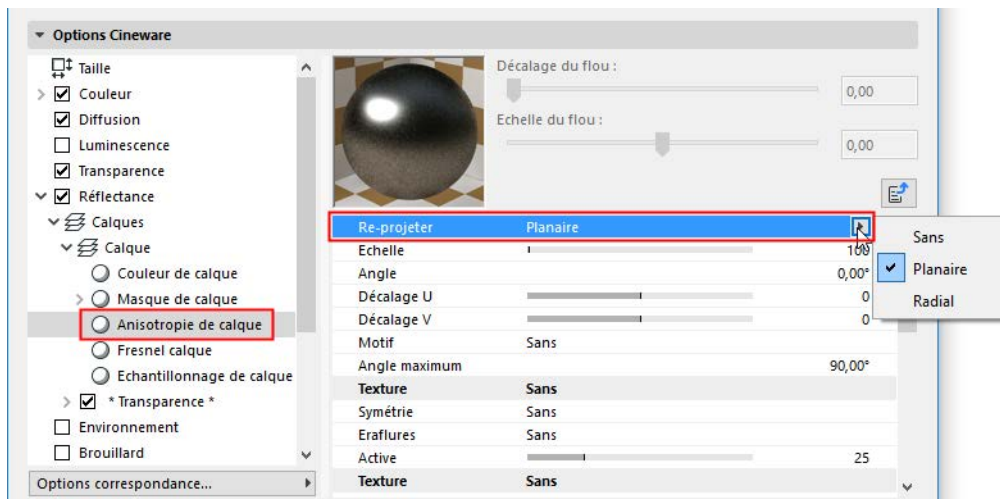 Options Cineware
Taille
Couleur
Diffusion
Luminescence
Transparence
Réflectance
Calques
Calque
Couleur de calque
Masque de calque
Anisotropie de calque
Fresnel calque
Echantillonnage de calque
* Transparence *
Environnement
Brouillard
Options correspondance...
Décalage du flou :
0,00
Echelle du flou :
0,00
Re-projeter Planaire
Echelle 100
Angle 0,00°
Décalage U 0
Décalage V 0
Motif Sans
Angle maximum 90,00°
Texture Sans
Symétrie Sans
Eraflures Sans
Active 25
Texture Sans
Sans
Planaire
Radial